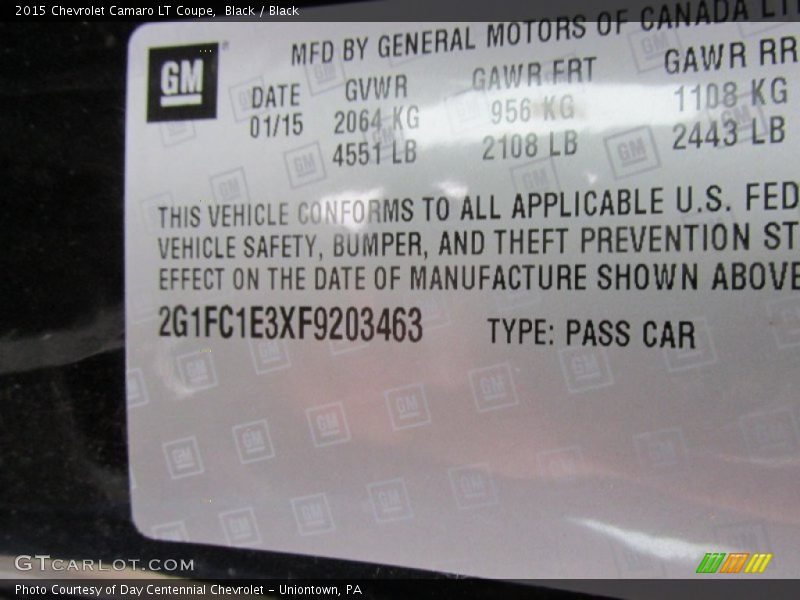 2015 Chevrolet Camaro LT Coupe, Black / Black
GM
MFD BY GENERAL MOTORS OF CANADA
DATE GVWR GAWR FRT GAWR RR
01/15 2064 KG 956 KG 1108 KG
4551 LB 2108 LB 2443 LB
THIS VEHICLE CONFORMS TO ALL APPLICABLE U.S. FED
VEHICLE SAFETY, BUMPER, AND THEFT PREVENTION ST
EFFECT ON THE DATE OF MANUFACTURE SHOWN ABOVE
2G1FC1E3XF9203463 TYPE: PASS CAR
GTCARLOT.COM
Photo Courtesy of Day Centennial Chevrolet - Uniontown, PA